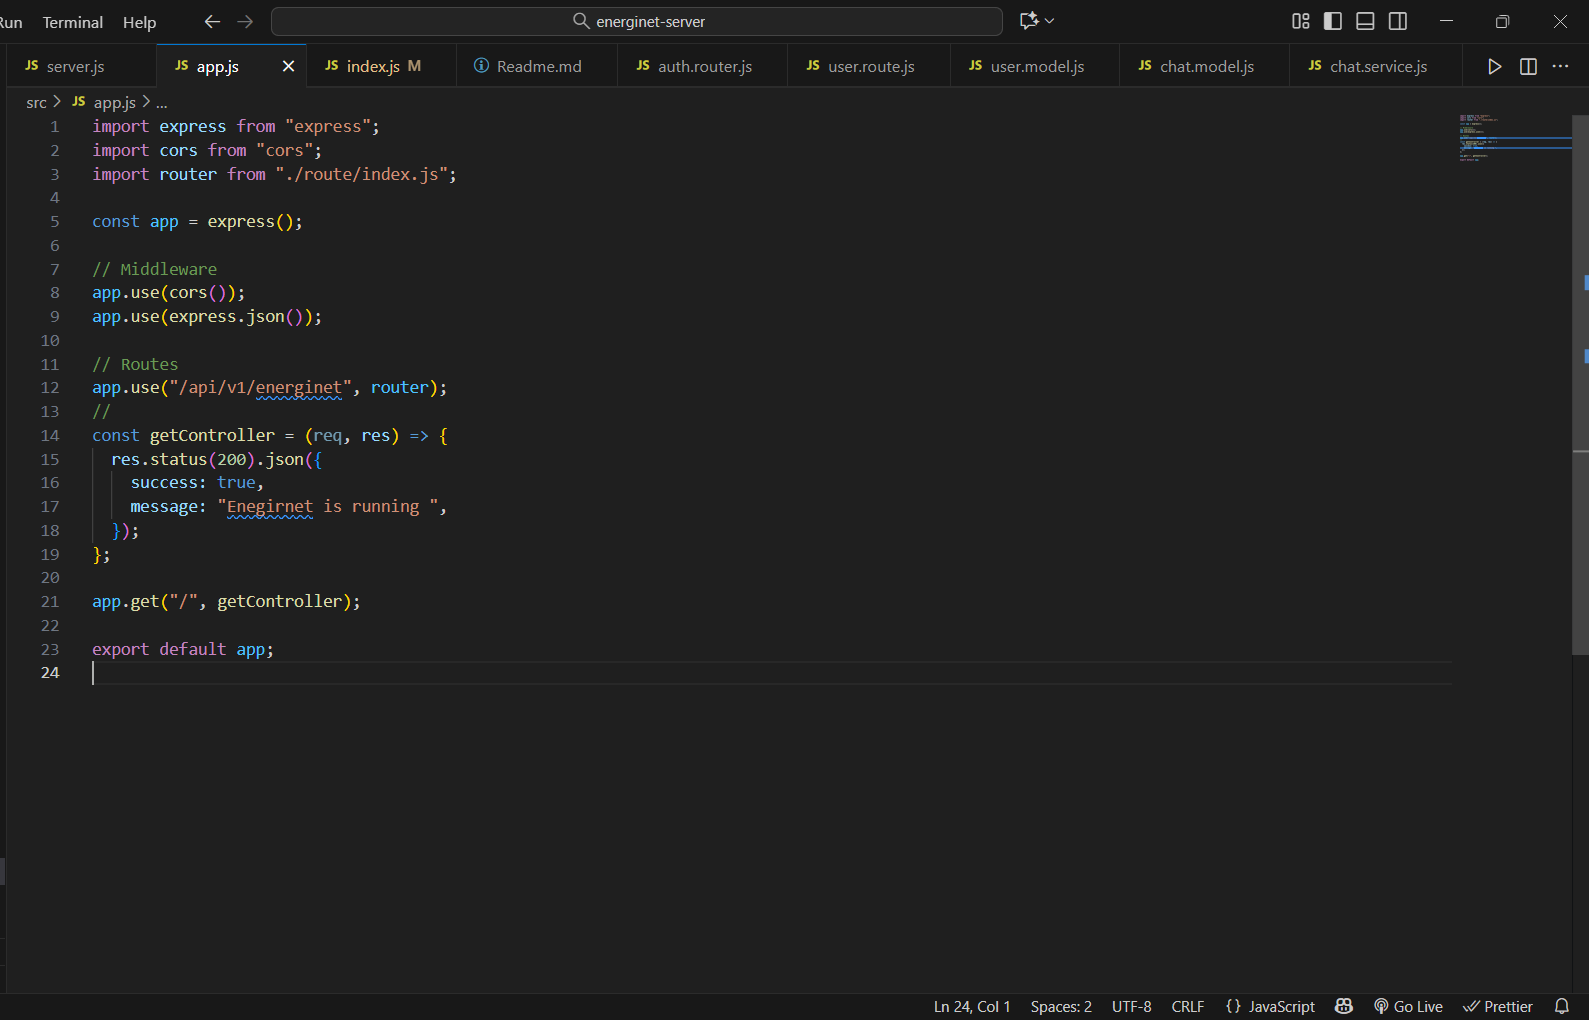 Run Terminal Help energinet-server
JS server.js JS app.js JS index.js M Readme.md JS auth.router.js JS user.route.js JS user.model.js JS chat.model.js JS chat.service.js
src > JS app.js > ...
1 import express from "express";
2 import cors from "cors";
3 import router from "./route/index.js";
4
5 const app = express();
6
7 // Middleware
8 app.use(cors());
9 app.use(express.json());
10
11 // Routes
12 app.use("/api/v1/energinet", router);
13 //
14 const getController = (req, res) => {
15   res.status(200).json({
16     success: true,
17     message: "Enegirnet is running ",
18   });
19 };
20
21 app.get("/", getController);
22
23 export default app;
24
Ln 24, Col 1 Spaces: 2 UTF-8 CRLF {} JavaScript Go Live Prettier